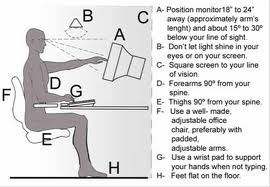 A- Position monitor18" to 24"
away (approximately arm's
lenght) and about 15º to 30º
below your line of sight.
B- Don't let light shine in your
eyes or on to your screen.
C- Square screen to your line
of vision.
D- Forearms 90º from your
spine.
E- Thighs 90º from your spine.
F- Use a well- made,
adjustable office
chair, preferably with
padded,
adjustable arms.
G- Use a wrist pad to support
your hands when not typing.
H- Feet flat on the floor.
B
C
A
D
G
F
E
H